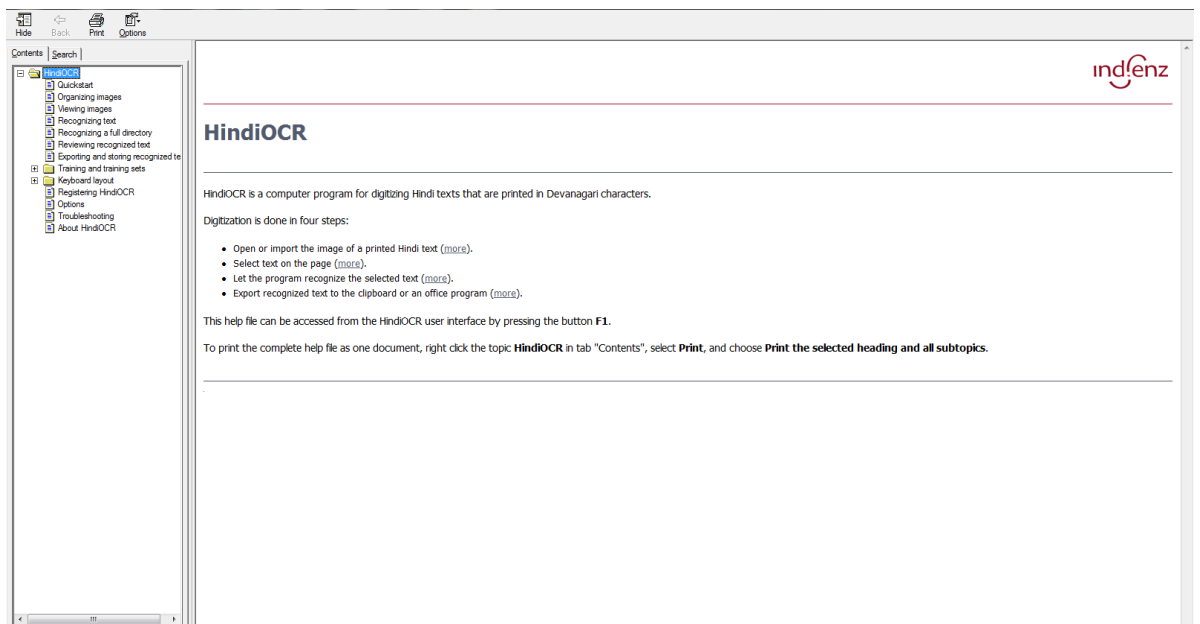 Hide Back Print Options
Contents Search
HindiOCR
Quickstart
Organizing images
Viewing images
Recognizing text
Recognizing a full directory
Reviewing recognized text
Exporting and storing recognized te
Training and training sets
Keyboard layout
Registering HindiOCR
Options
Troubleshooting
About HindiOCR
indsenz
HindiOCR
HindiOCR is a computer program for digitizing Hindi texts that are printed in Devanagari characters.
Digitization is done in four steps:
• Open or import the image of a printed Hindi text (more).
• Select text on the page (more).
• Let the program recognize the selected text (more).
• Export recognized text to the clipboard or an office program (more).
This help file can be accessed from the HindiOCR user interface by pressing the button F1.
To print the complete help file as one document, right click the topic HindiOCR in tab "Contents", select Print, and choose Print the selected heading and all subtopics.